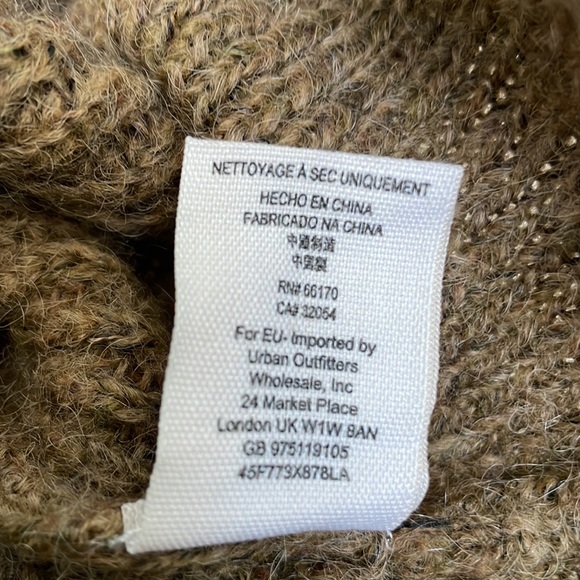 NETTOYAGE À SEC UNIQUEMENT
HECHO EN CHINA
FABRICADO NA CHINA
中國制造
中国製
RN# 66170
CA# 32054
For EU- Imported by
Urban Outfitters
Wholesale, Inc
24 Market Place
London UK W1W 8AN
GB 975119105
45F773X878LA